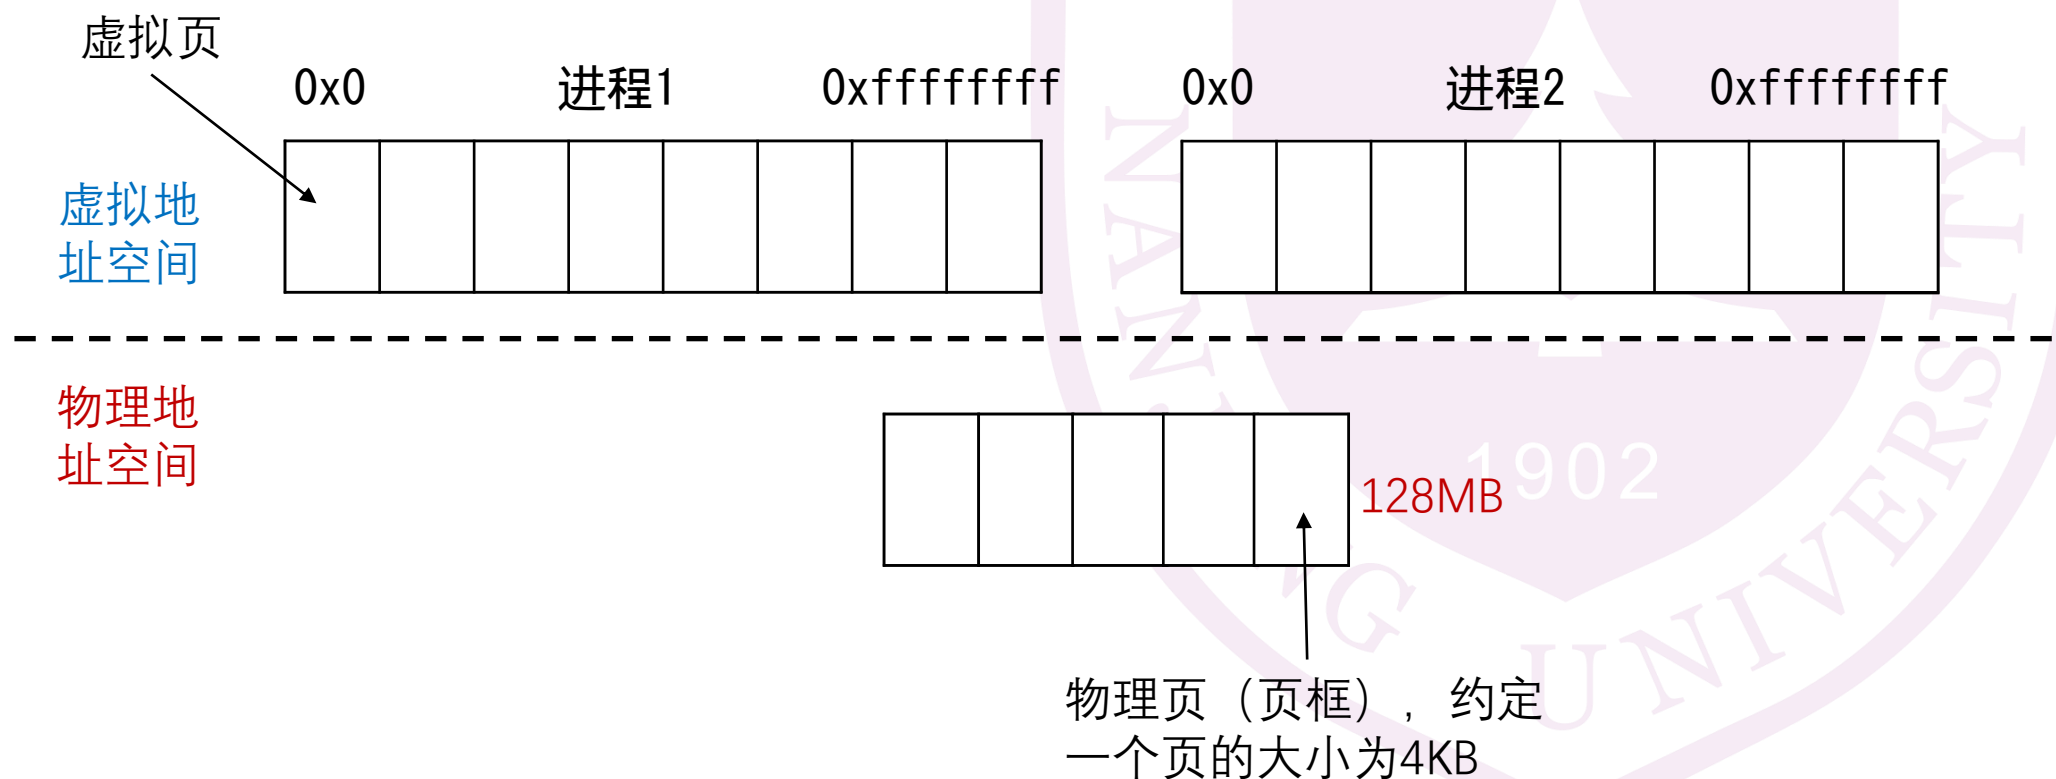 虚拟页
0x0 进程1 0xffffffff 0x0 进程2 0xffffffff
虚拟地
址空间
物理地
址空间
128MB
1902
NANJING UNIVERSITY
物理页（页框），约定
一个页的大小为4KB